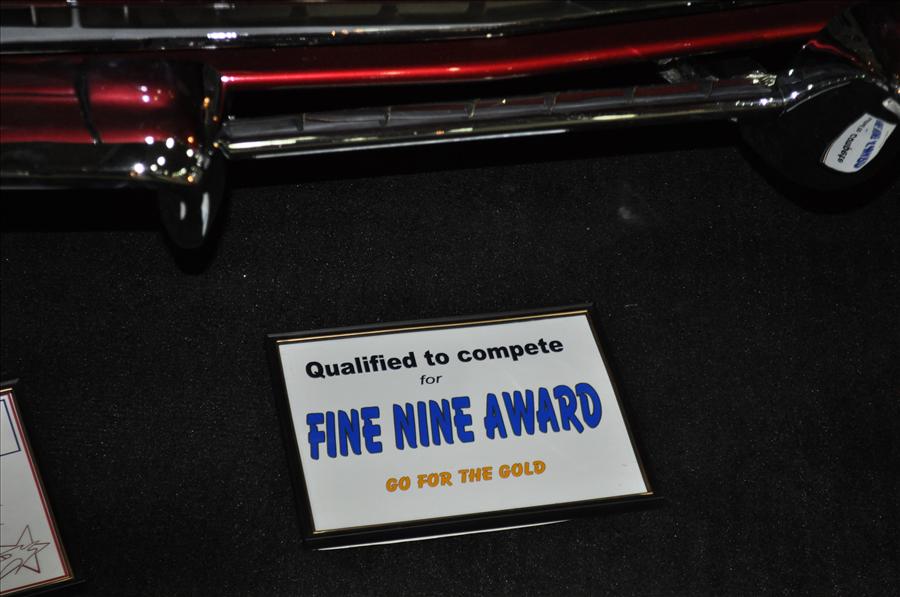 Qualified to compete
for
FINE NINE AWARD
GO FOR THE GOLD